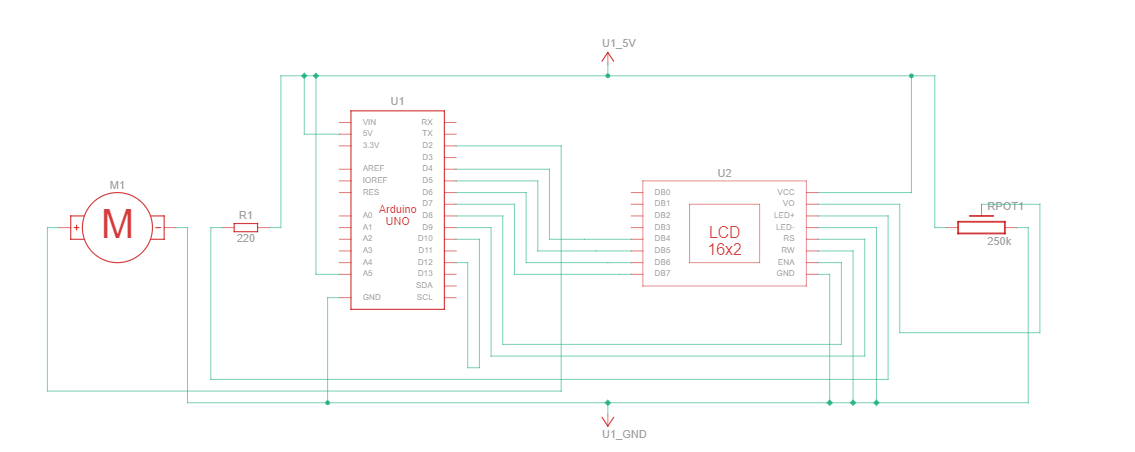 U1_5V
U1
VIN
5V
3.3V
AREF
IOREF
RES
A0
A1
A2
A3
A4
A5
GND
Arduino
UNO
RX
TX
D2
D3
D4
D5
D6
D7
D8
D9
D10
D11
D12
D13
SDA
SCL
M1
+
M
-
R1
220
U2
DB0
DB1
DB2
DB3
DB4
DB5
DB6
DB7
LCD
16x2
VCC
VO
LED+
LED-
RS
RW
ENA
GND
RPOT1
250k
U1_GND